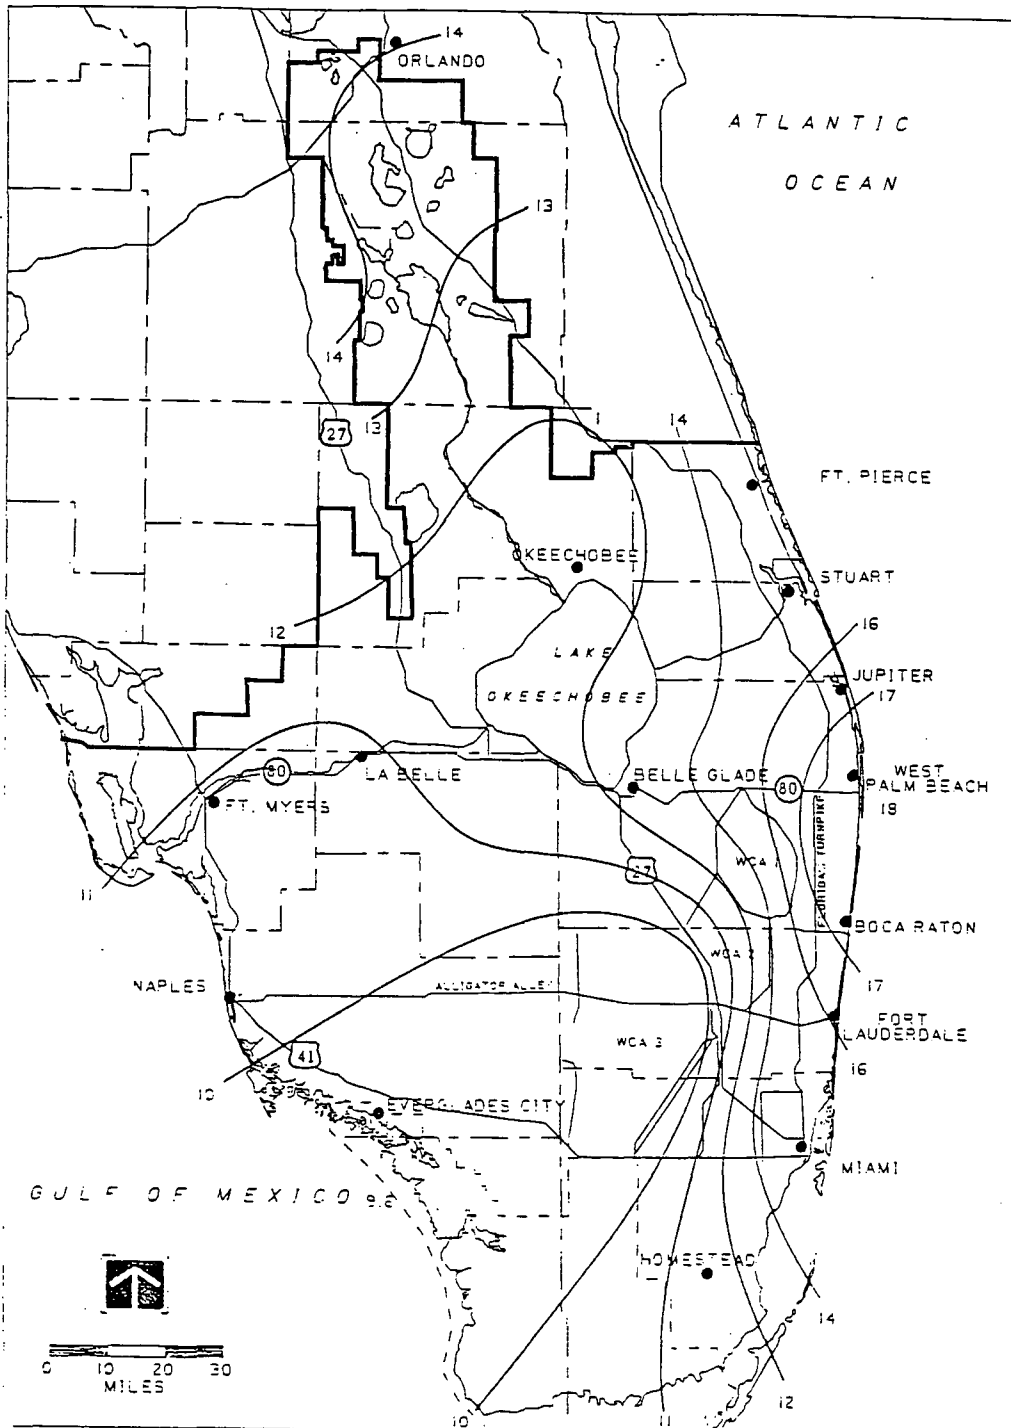 14
ORLANDO
ATLANTIC
OCEAN
13
14
27
13
14
FT. PIERCE
OKEECHOBEE
STUART
12
16
LAKE
OKEECHOBEE
JUPITER
17
80
LA BELLE
BELLE GLADE
80
WEST
PALM BEACH
FT. MYERS
18
FLORIDA'S TURNPIKE
WCA 1
27
11
BOCA RATON
WCA 2
NAPLES
ALLIGATOR ALLEY
17
FORT
LAUDERDALE
WCA 3
41
16
10
EVERGLADES CITY
MIAMI
GULF OF MEXICO
9.6
HOMESTEAD
14
0 10 20 30
MILES
12
10
11